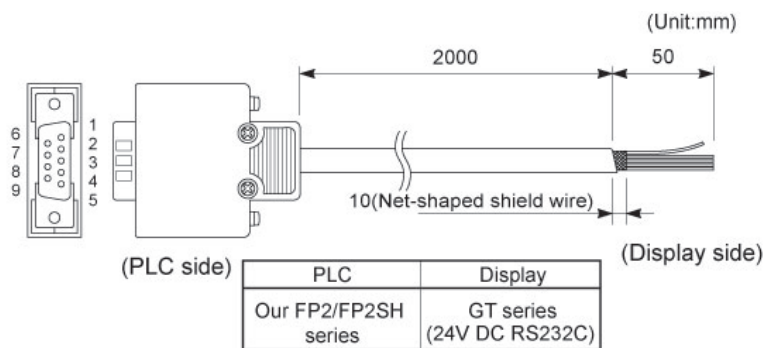 (Unit:mm)
2000
50
6
7
8
9
1
2
3
4
5
10(Net-shaped shield wire)
(PLC side)
(Display side)
PLC
Display
Our FP2/FP2SH
series
GT series
(24V DC RS232C)